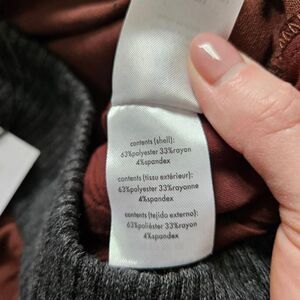 contents (shell):
63%polyester 33%rayon
4%spandex
contents (tissu extérieur):
63%polyester 33%rayonne
4%spandex
contents (tejido externo):
63%poliéster 33%rayon
4%spandex